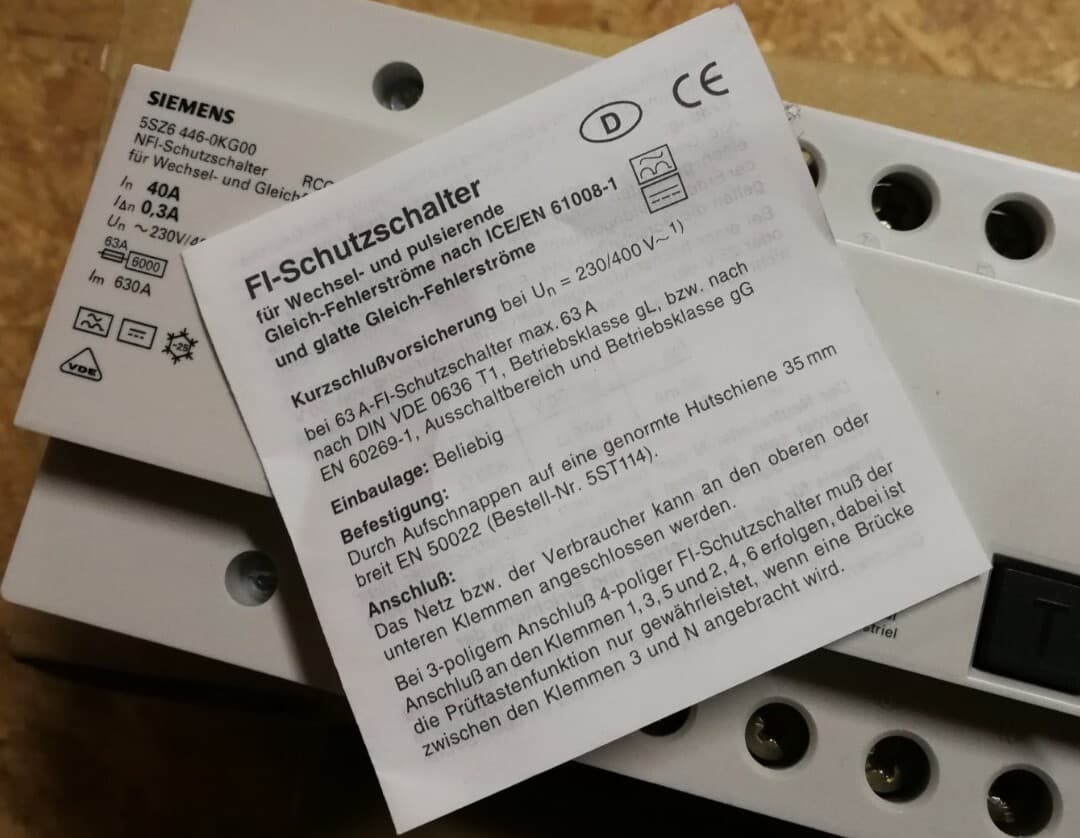 SIEMENS
5SZ6 446-0KG00
NFI-Schutzschalter
für Wechsel- und Gleich
In 40A
IΔn 0,3A
Un ~230V/4
63A
6000
Im 630A
-25
VDE
CE
D
FI-Schutzschalter
für Wechsel- und pulsierende
Gleich-Fehlerströme nach ICE/EN 61008-1
und glatte Gleich-Fehlerströme
Kurzschlußvorsicherung bei Un = 230/400 V~1)
bei 63 A-FI-Schutzschalter max. 63 A
nach DIN VDE 0636 T1, Betriebsklasse gL, bzw. nach
EN 60269-1, Ausschaltbereich und Betriebsklasse gG
Einbaulage: Beliebig
Befestigung:
Durch Aufschnappen auf eine genormte Hutschiene 35 mm
breit EN 50022 (Bestell-Nr. 5ST114).
Anschluß:
Das Netz bzw. der Verbraucher kann an den oberen oder
unteren Klemmen angeschlossen werden.
Bei 3-poligem Anschluß 4-poliger FI-Schutzschalter muß der
Anschluß an den Klemmen 1, 3, 5 und 2, 4, 6 erfolgen, dabei ist
die Prüftastenfunktion nur gewährleistet, wenn eine Brücke
zwischen den Klemmen 3 und N angebracht wird.
striel
T